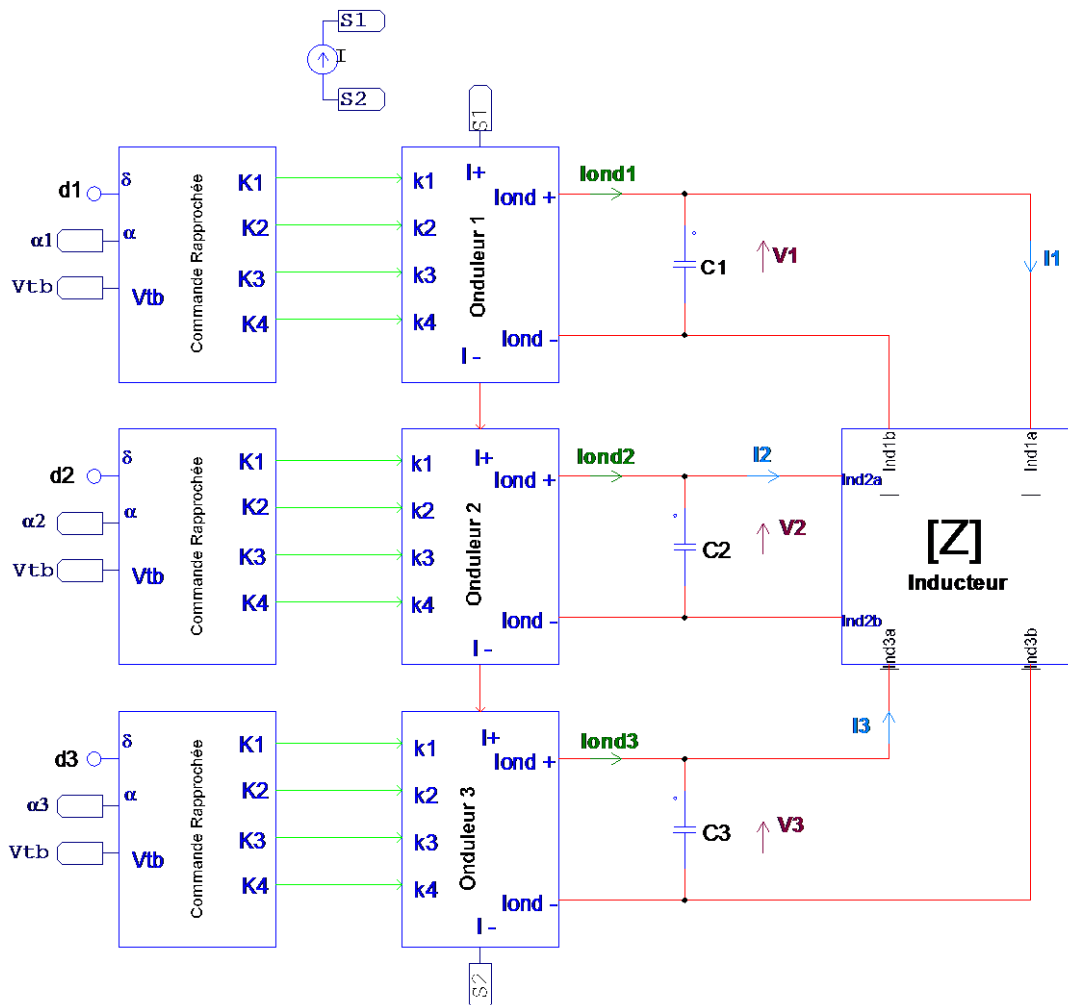 S1
I
S2
S1
d1
δ
α1
α
Vtb
Vtb
Commande Rapprochée
K1
K2
K3
K4
k1
k2
k3
k4
I+
Onduleur 1
Iond +
Iond -
I -
Iond1
C1
V1
I1
d2
δ
α2
α
Vtb
Vtb
Commande Rapprochée
K1
K2
K3
K4
k1
k2
k3
k4
I+
Onduleur 2
Iond +
Iond -
I -
Iond2
I2
C2
V2
Ind1b
Ind1a
Ind2a
[Z]
Inducteur
Ind2b
Ind3a
Ind3b
d3
δ
α3
α
Vtb
Vtb
Commande Rapprochée
K1
K2
K3
K4
k1
k2
k3
k4
I+
Onduleur 3
Iond +
Iond -
I -
Iond3
I3
C3
V3
S2